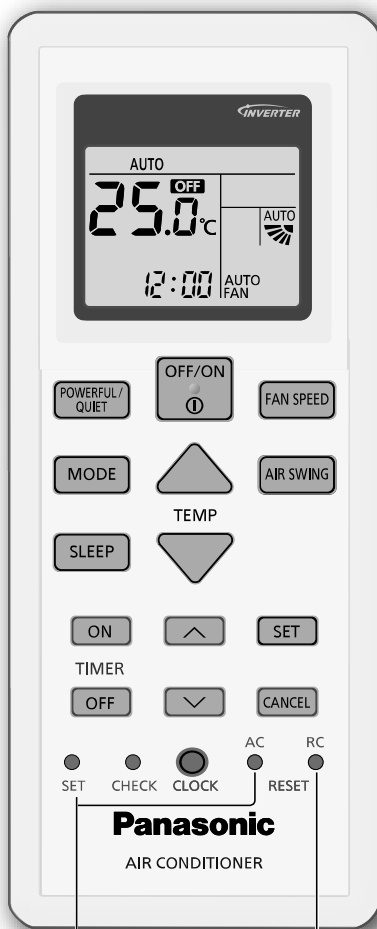 INVERTER
AUTO
OFF
25.0°C
AUTO
12:00
AUTO
FAN
POWERFUL/
QUIET
OFF/ON
FAN SPEED
MODE
AIR SWING
TEMP
SLEEP
ON
SET
TIMER
OFF
CANCEL
AC RC
SET CHECK CLOCK RESET
Panasonic
AIR CONDITIONER